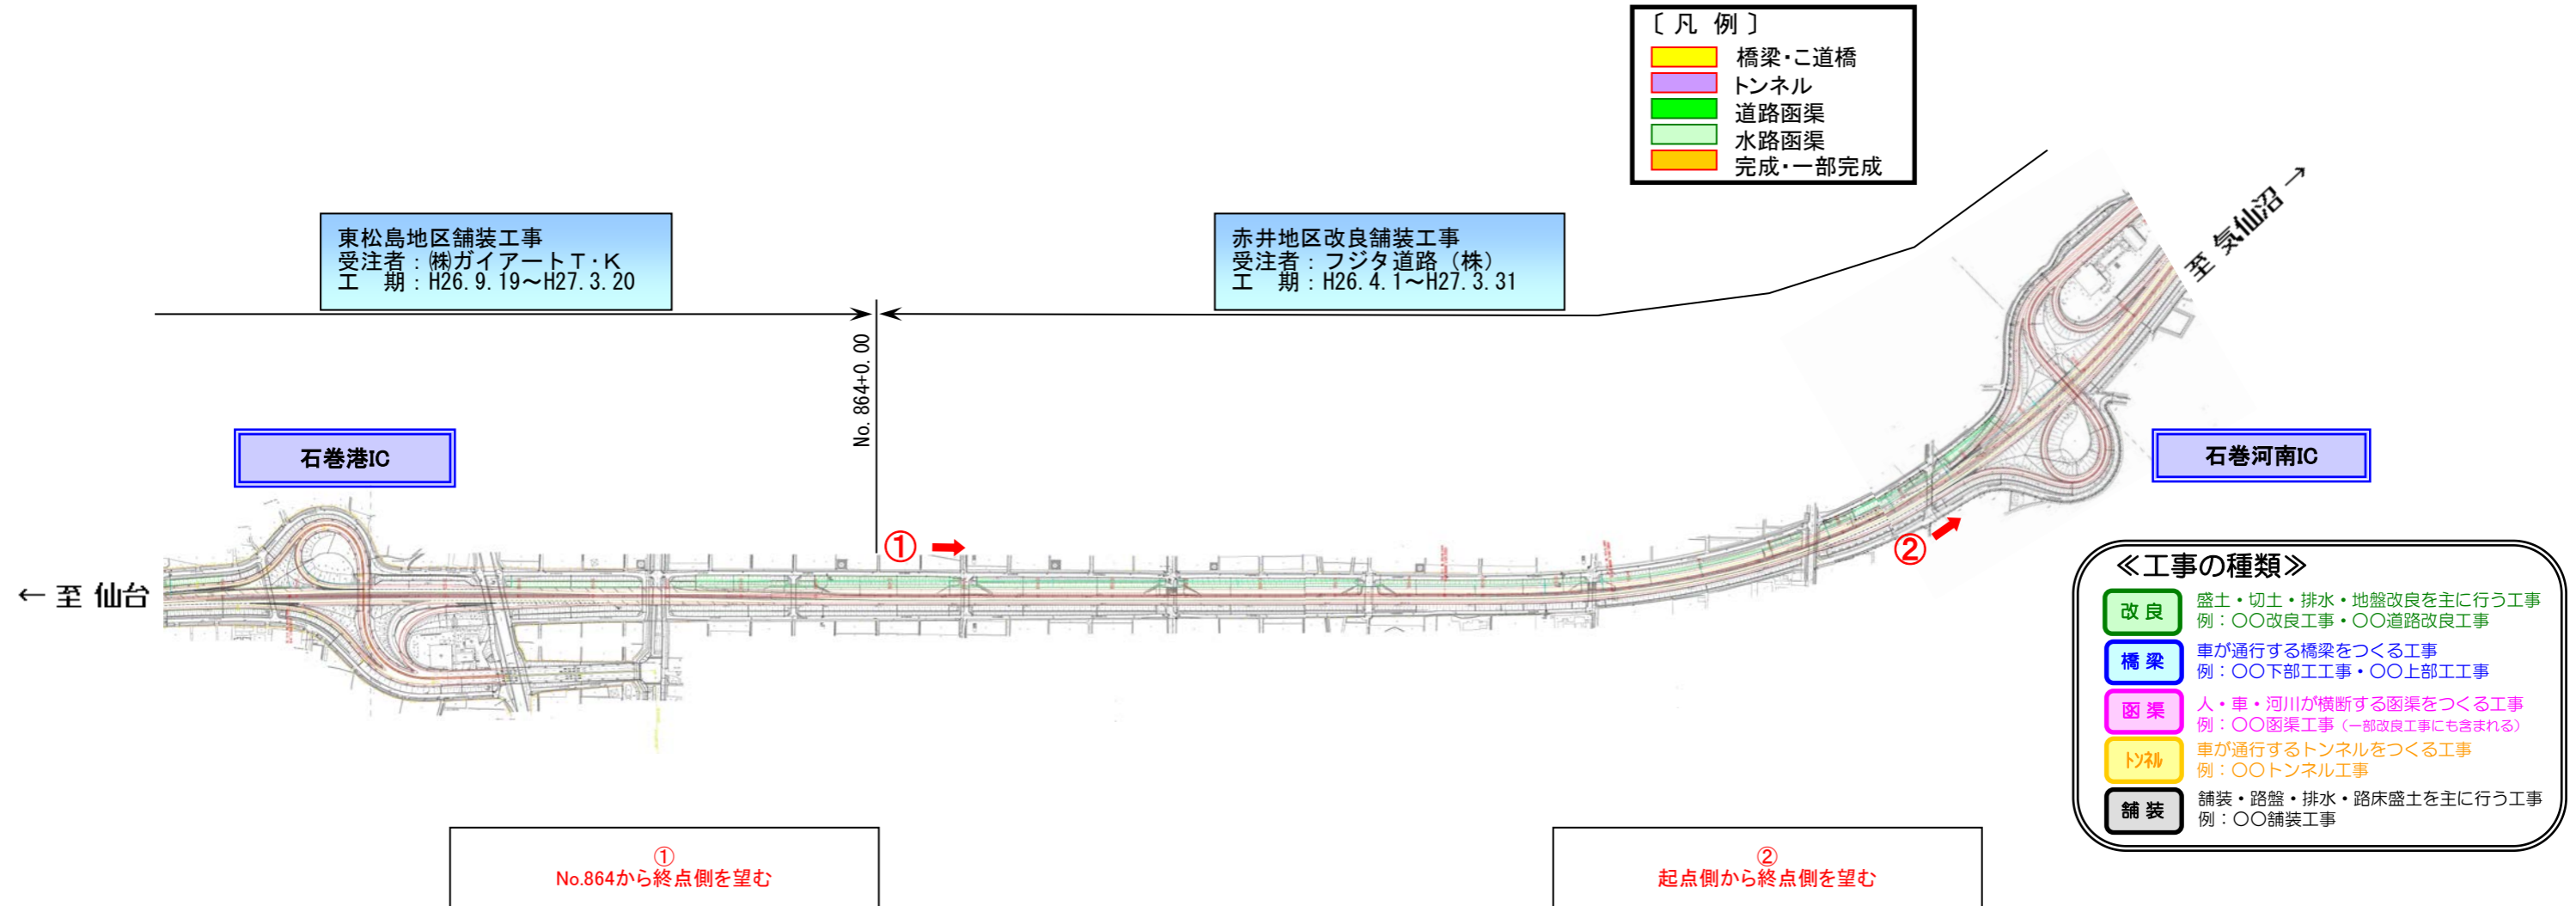 〔 凡 例 〕
橋梁・こ道橋
トンネル
道路函渠
水路函渠
完成・一部完成
東松島地区舗装工事
受注者：㈱ガイアートT・K
工　期：H26.9.19～H27.3.20
赤井地区改良舗装工事
受注者：フジタ道路（株）
工　期：H26.4.1～H27.3.31
至 気仙沼 →
No.864+0.00
石巻港IC
石巻河南IC
① 
②
← 至 仙台
≪工事の種類≫
改良
盛土・切土・排水・地盤改良を主に行う工事
例：〇〇改良工事・〇〇道路改良工事
橋梁
車が通行する橋梁をつくる工事
例：〇〇下部工工事・〇〇上部工工事
函渠
人・車・河川が横断する函渠をつくる工事
例：〇〇函渠工事（一部改良工事にも含まれる）
トンネル
車が通行するトンネルをつくる工事
例：〇〇トンネル工事
舗装
舗装・路盤・排水・路床盛土を主に行う工事
例：〇〇舗装工事
①
No.864から終点側を望む
②
起点側から終点側を望む